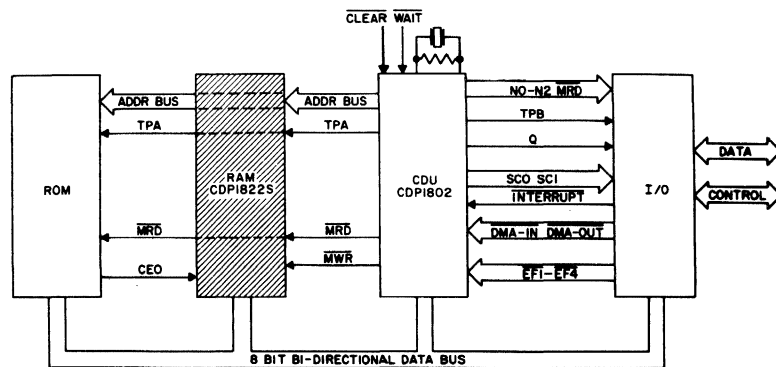 CLEAR WAIT
ADDR BUS
ADDR BUS
NO-N2 MRD
TPA
TPA
TPB
Q
ROM
RAM
CDP1822S
CDU
CDP1802
I/O
DATA
SCO SCI
CONTROL
INTERRUPT
MRD
MRD
DMA-IN DMA-OUT
MWR
CEO
EF1-EF4
8 BIT BI-DIRECTIONAL DATA BUS